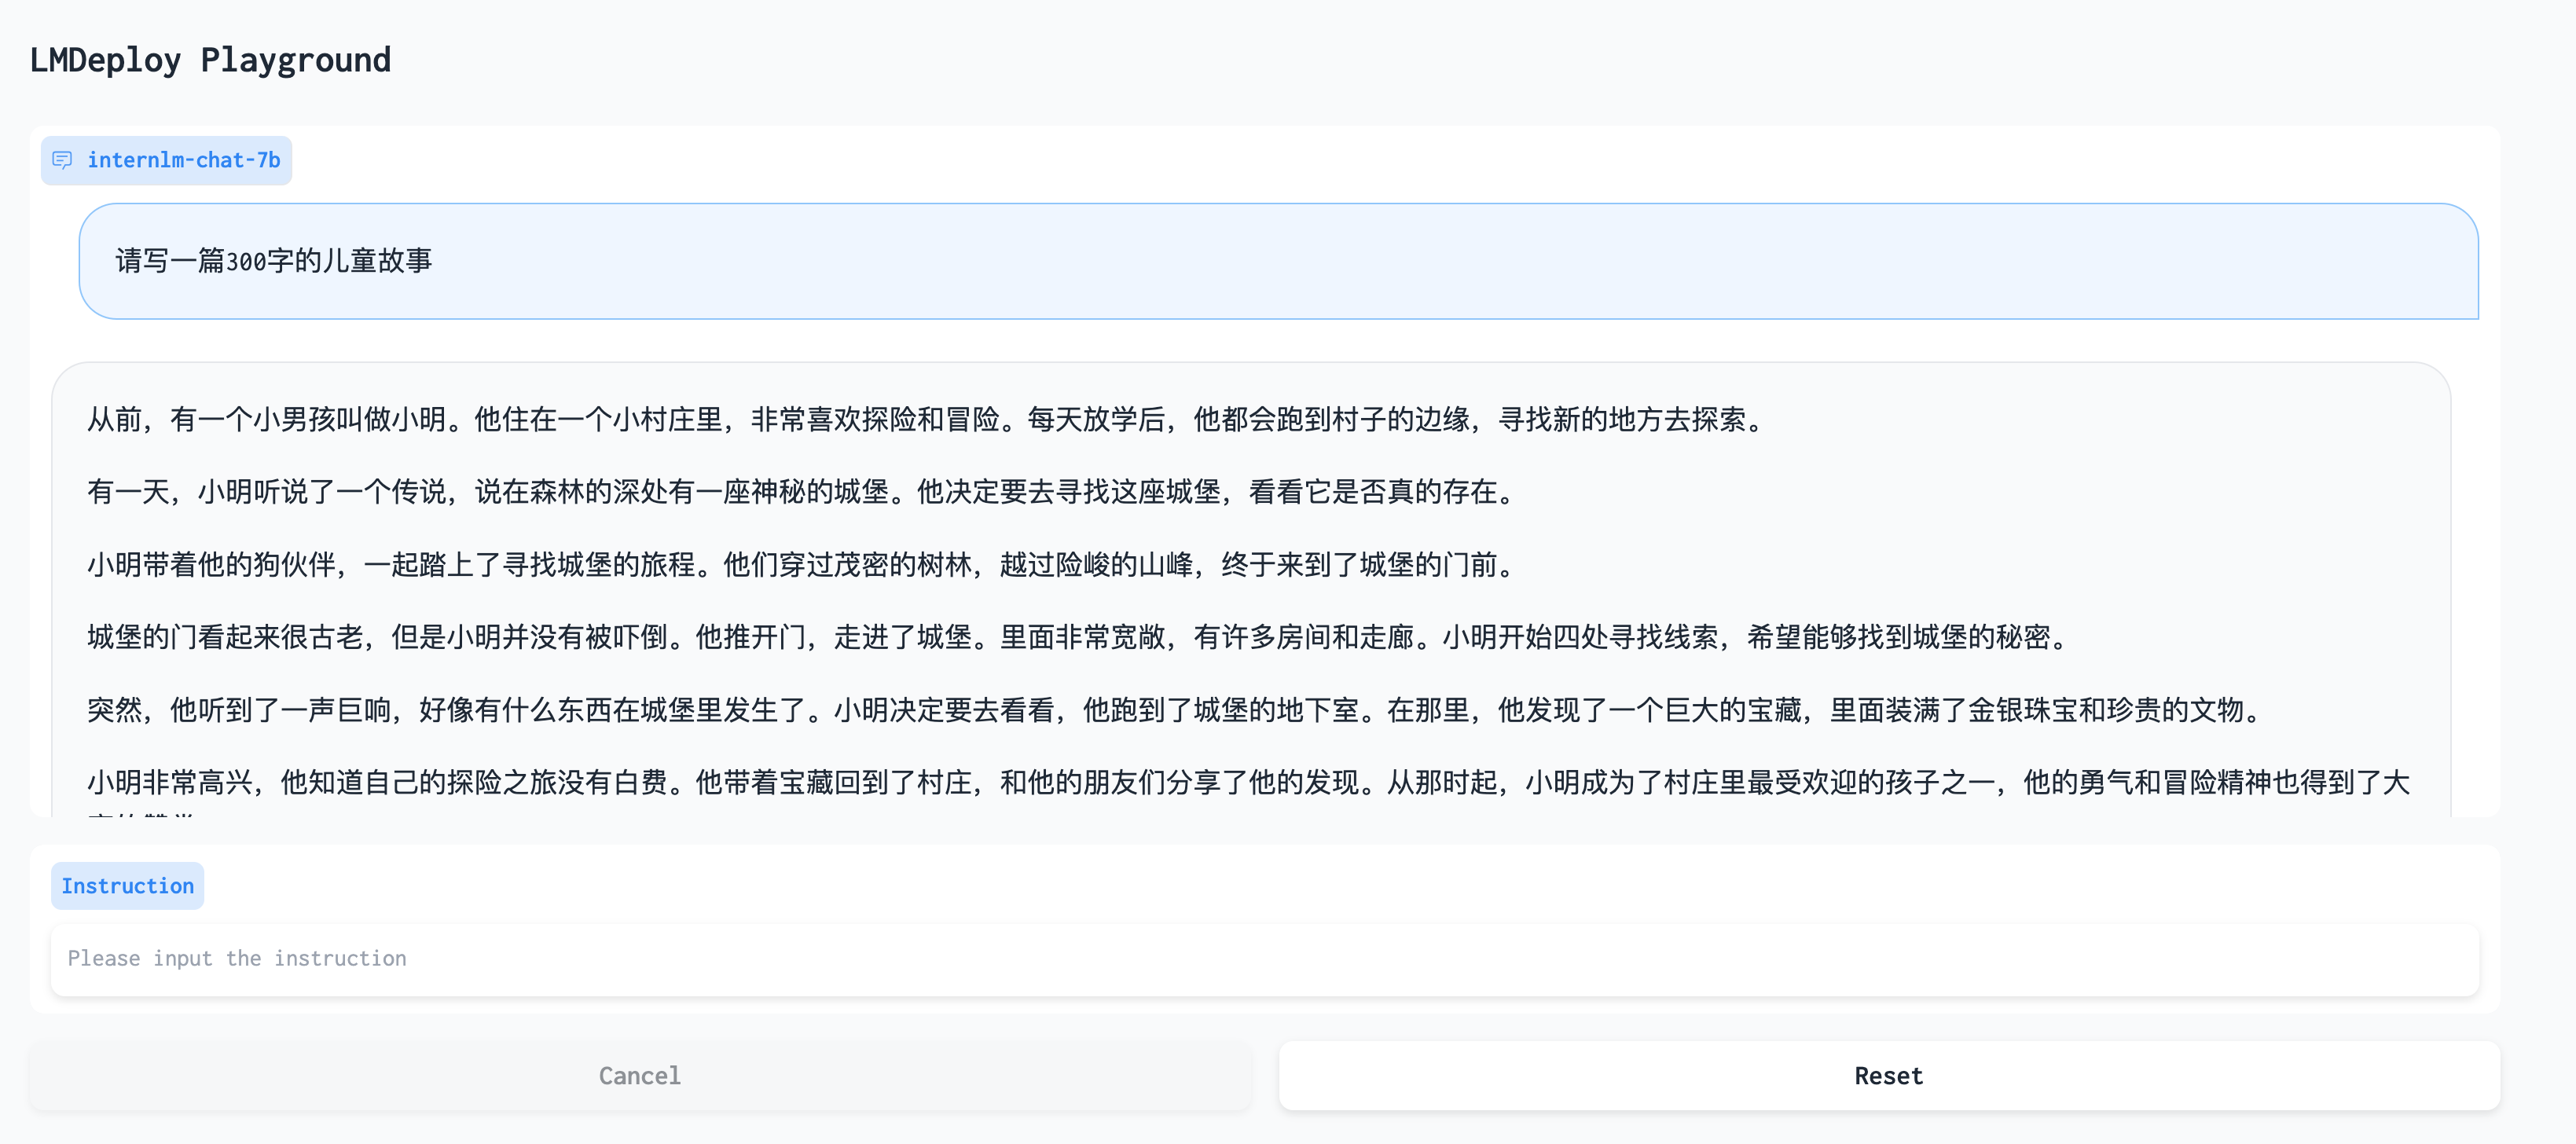 LMDeploy Playground
internlm-chat-7b
请写一篇300字的儿童故事
从前，有一个小男孩叫做小明。他住在一个小村庄里，非常喜欢探险和冒险。每天放学后，他都会跑到村子的边缘，寻找新的地方去探索。
有一天，小明听说了一个传说，说在森林的深处有一座神秘的城堡。他决定要去寻找这座城堡，看看它是否真的存在。
小明带着他的狗伙伴，一起踏上了寻找城堡的旅程。他们穿过茂密的树林，越过险峻的山峰，终于来到了城堡的门前。
城堡的门看起来很古老，但是小明并没有被吓倒。他推开门，走进了城堡。里面非常宽敞，有许多房间和走廊。小明开始四处寻找线索，希望能够找到城堡的秘密。
突然，他听到了一声巨响，好像有什么东西在城堡里发生了。小明决定要去看看，他跑到了城堡的地下室。在那里，他发现了一个巨大的宝藏，里面装满了金银珠宝和珍贵的文物。
小明非常高兴，他知道自己的探险之旅没有白费。他带着宝藏回到了村庄，和他的朋友们分享了他的发现。从那时起，小明成为了村庄里最受欢迎的孩子之一，他的勇气和冒险精神也得到了大
Instruction
Please input the instruction
Cancel
Reset